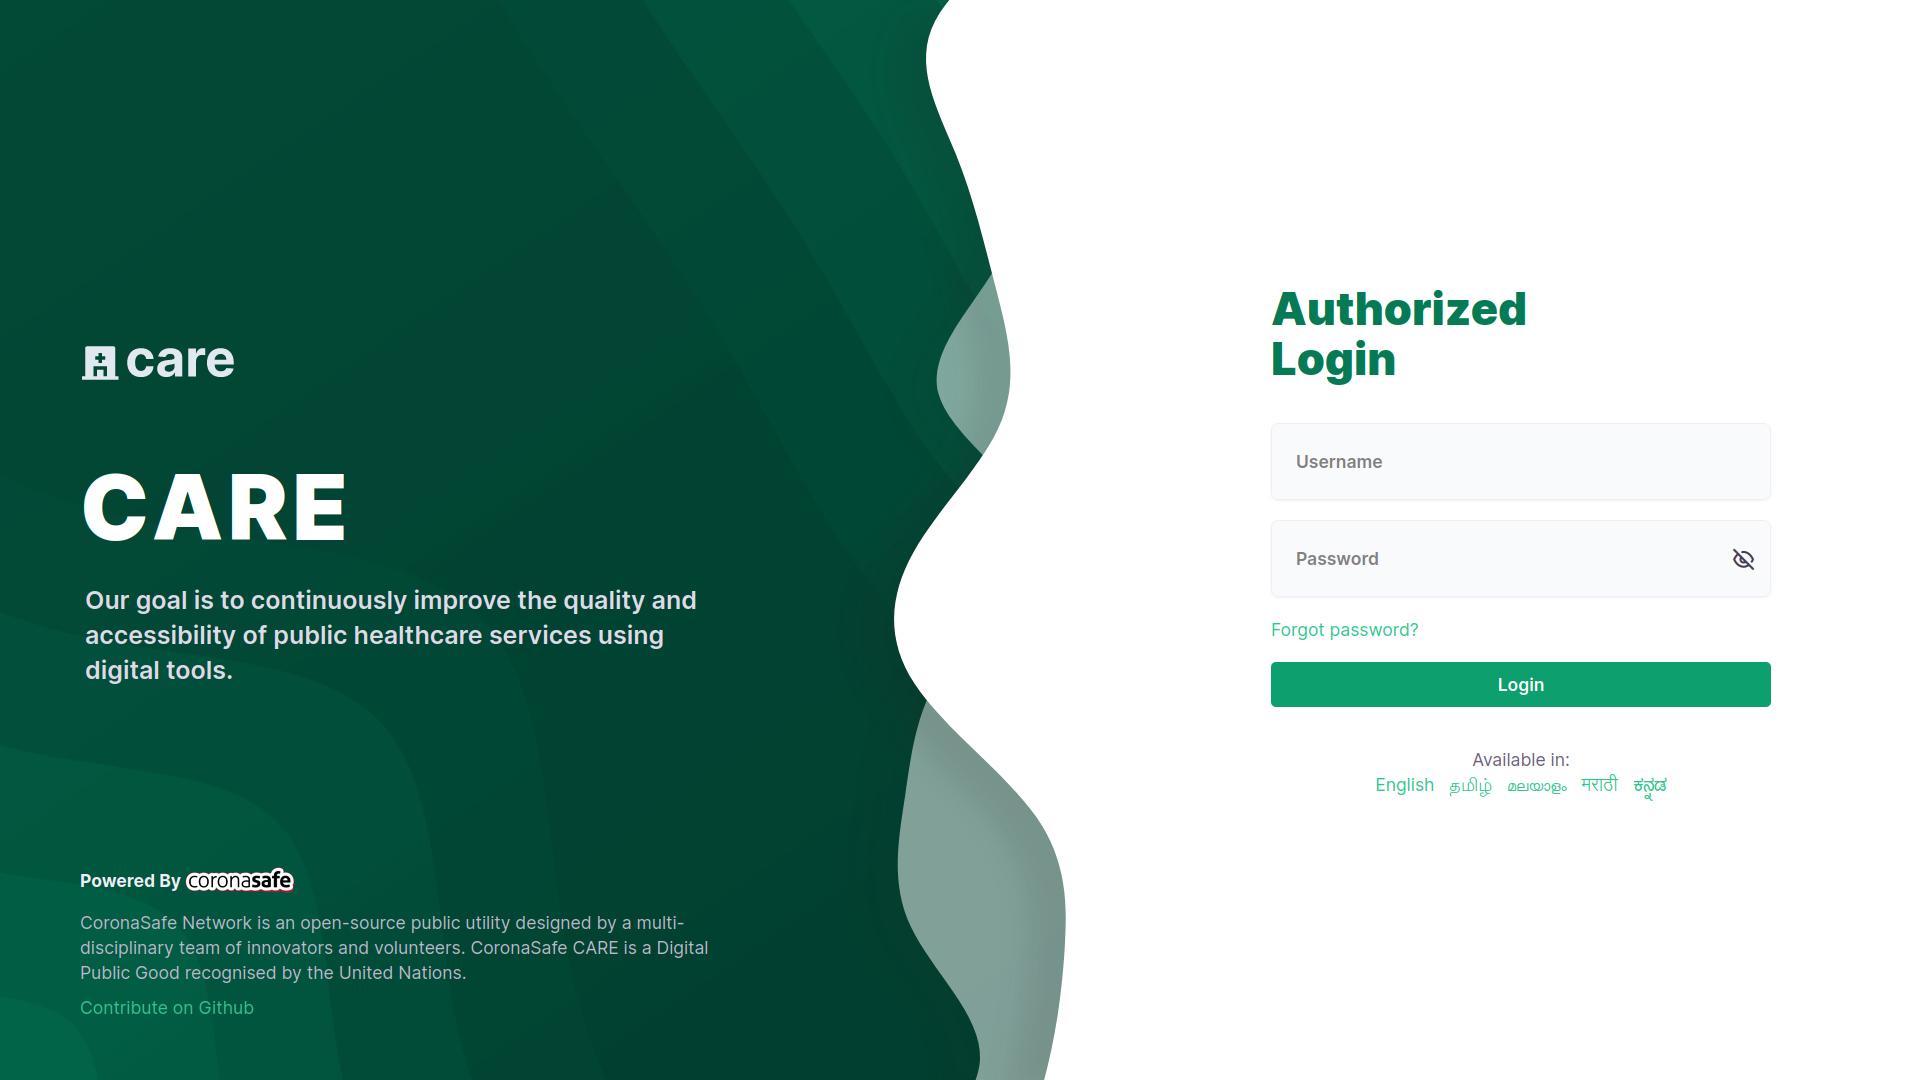 care
CARE
Our goal is to continuously improve the quality and
accessibility of public healthcare services using
digital tools.
Powered By coronasafe
CoronaSafe Network is an open-source public utility designed by a multi-
disciplinary team of innovators and volunteers. CoronaSafe CARE is a Digital
Public Good recognised by the United Nations.
Contribute on Github
Authorized
Login
Username
Password
Forgot password?
Login
Available in:
English தமிழ் മലയാളം मराठी ಕನ್ನಡ